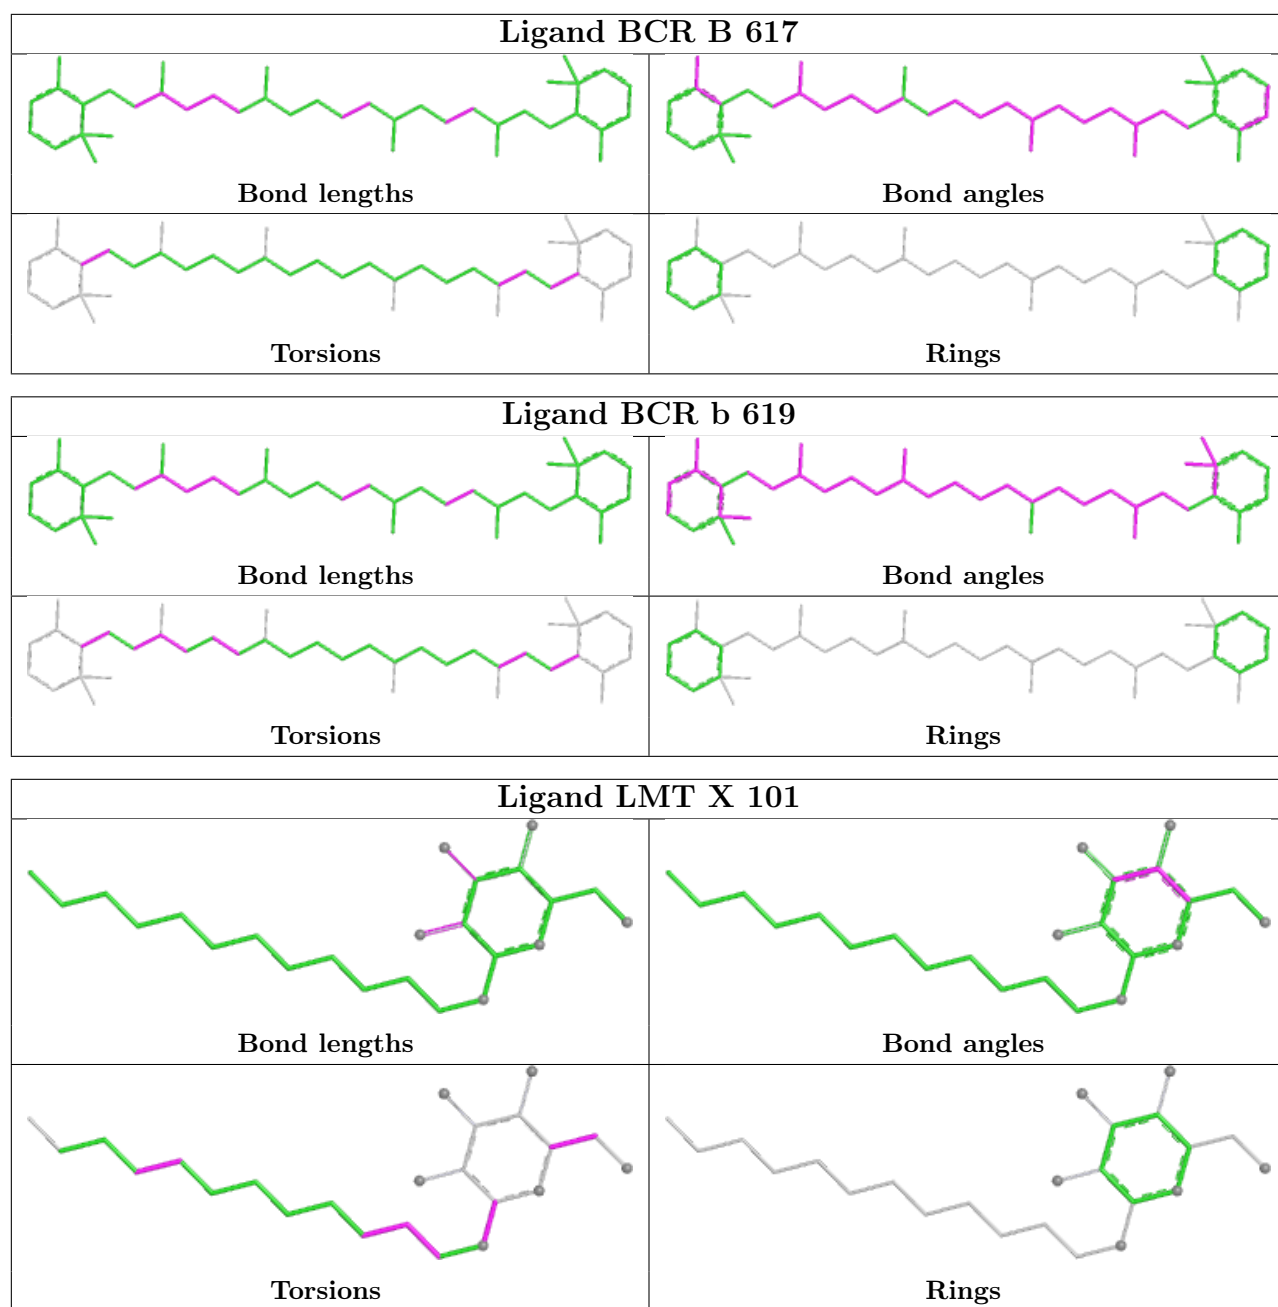 Ligand BCR B 617
Bond lengths
Bond angles
Torsions
Rings
Ligand BCR b 619
Bond lengths
Bond angles
Torsions
Rings
Ligand LMT X 101
Bond lengths
Bond angles
Torsions
Rings